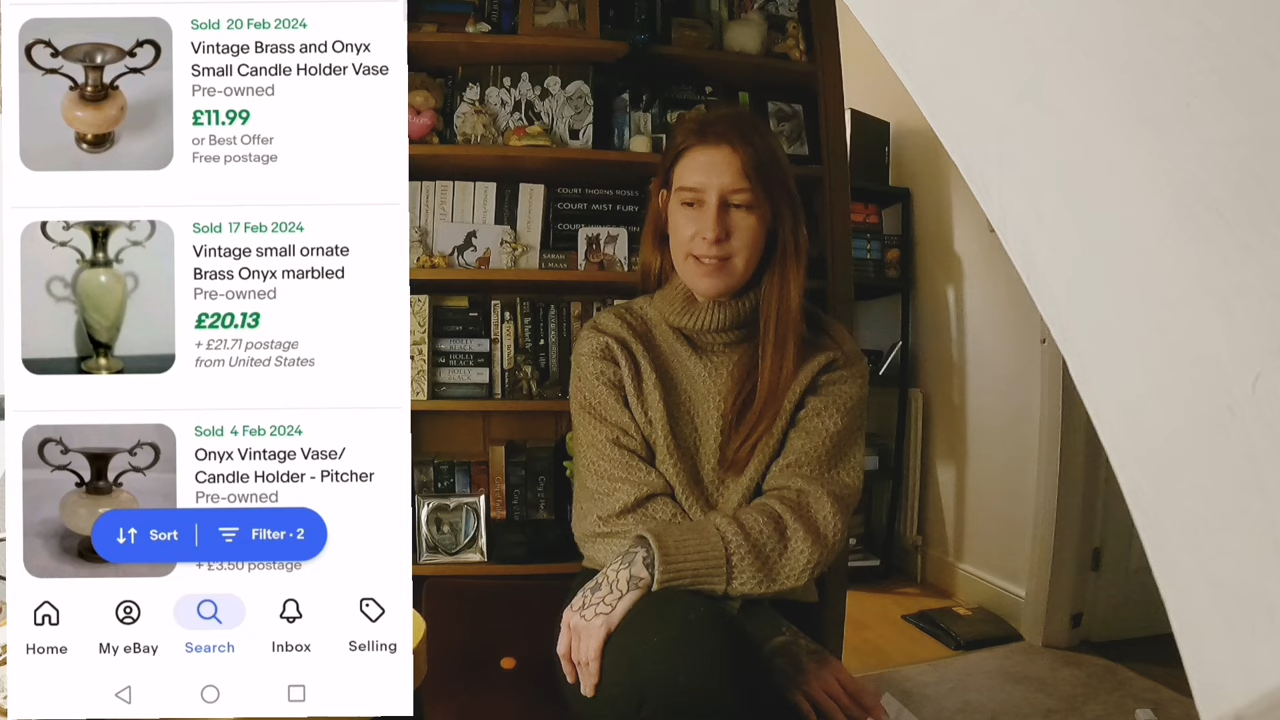 Sold 20 Feb 2024
Vintage Brass and Onyx
Small Candle Holder Vase
Pre-owned
£11.99
or Best Offer
Free postage
Sold 17 Feb 2024
Vintage small ornate
Brass Onyx marbled
Pre-owned
£20.13
+ £21.71 postage
from United States
Sold 4 Feb 2024
Onyx Vintage Vase/
Candle Holder - Pitcher
Pre-owned
+ £3.50 postage
Sort
Filter · 2
Home
My eBay
Search
Inbox
Selling
COURT THORNS ROSES
COURT MIST FURY
COURT
SARAH
J. MAAS
HOLLY
BLACK
HOLLY
BLACK
HOLLY
BLACK